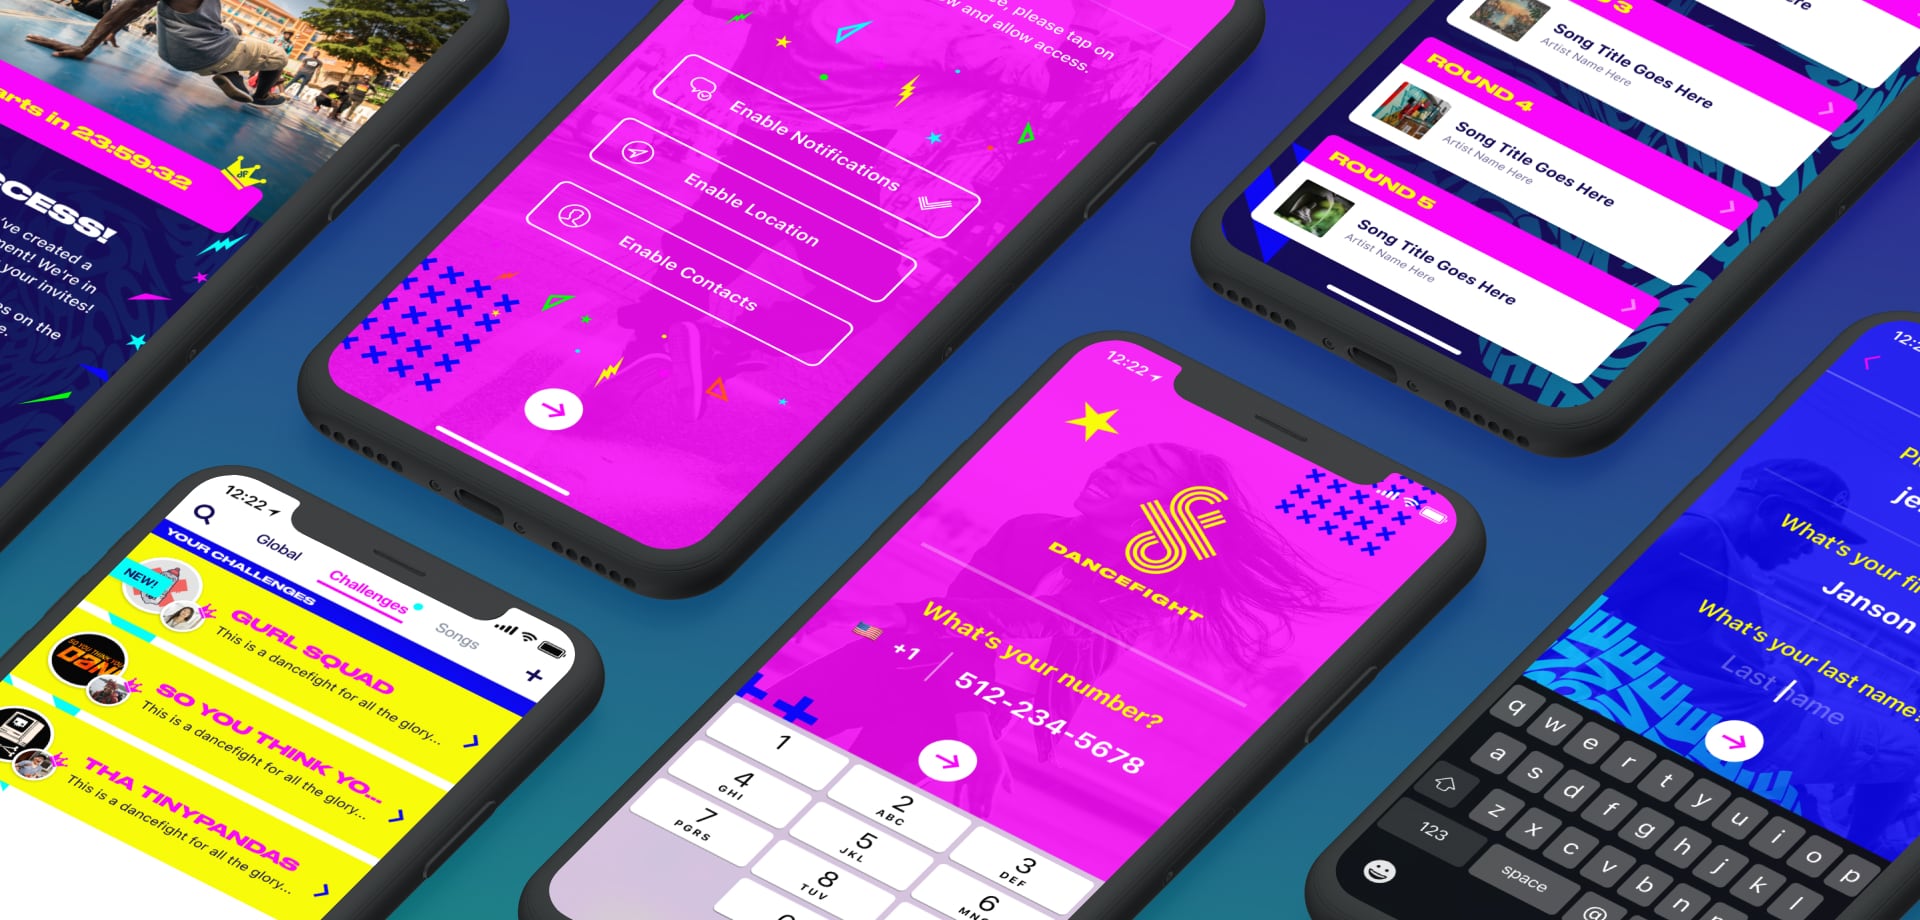 arts in 23:59:32
CCESS!
've created a
ment! We're in
your invites!
es on the
e.
e, please tap on
w and allow access.
Enable Notifications
Enable Location
Enable Contacts
3
ere
Song Title Goes Here
Artist Name Here
ROUND 4
Song Title Goes Here
Artist Name Here
ROUND 5
Song Title Goes Here
Artist Name Here
12:22
Global
Challenges
Songs
YOUR CHALLENGES
NEW!
GURL SQUAD
This is a dancefight for all the glory...
SO YOU THINK YO...
This is a dancefight for all the glory...
THA TINYPANDAS
This is a dancefight for all the glory...
12:22
DANCEFIGHT
What's your number?
+1
512-234-5678
1
2
ABC
3
DEF
4
GHI
5
JKL
6
7
PQRS
8
TUV
12:2
je
What's your fi
Janson
What's your last name?
Last name
q w e r t y u i o p
a s d f g h j k l
z x c v b n
123
space
@